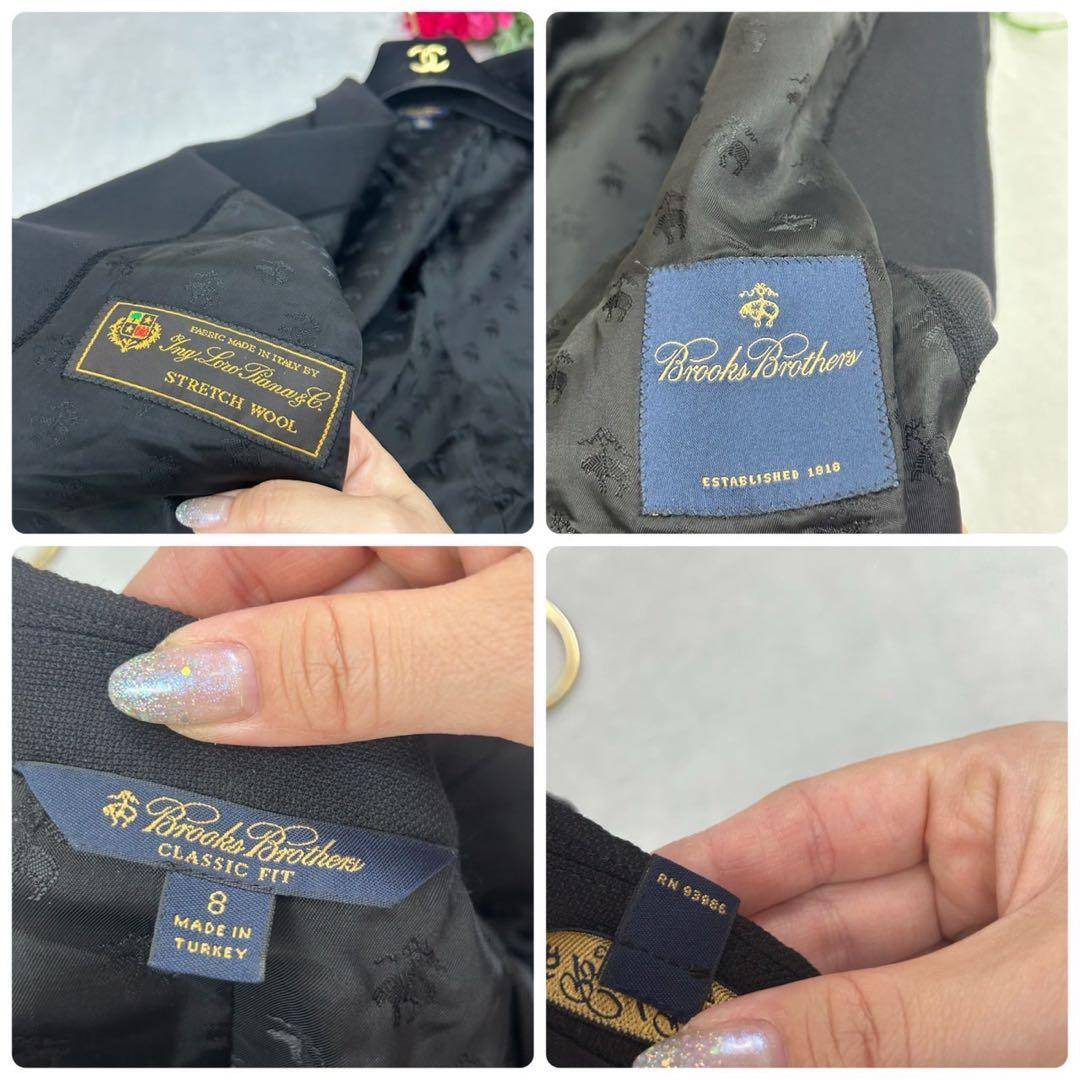 FABRIC MADE IN ITALY BY
Ing. Loro Piana & C.
STRETCH WOOL
Brooks Brothers
ESTABLISHED 1818
Brooks Brothers
CLASSIC FIT
8
MADE IN
TURKEY
RN 93986